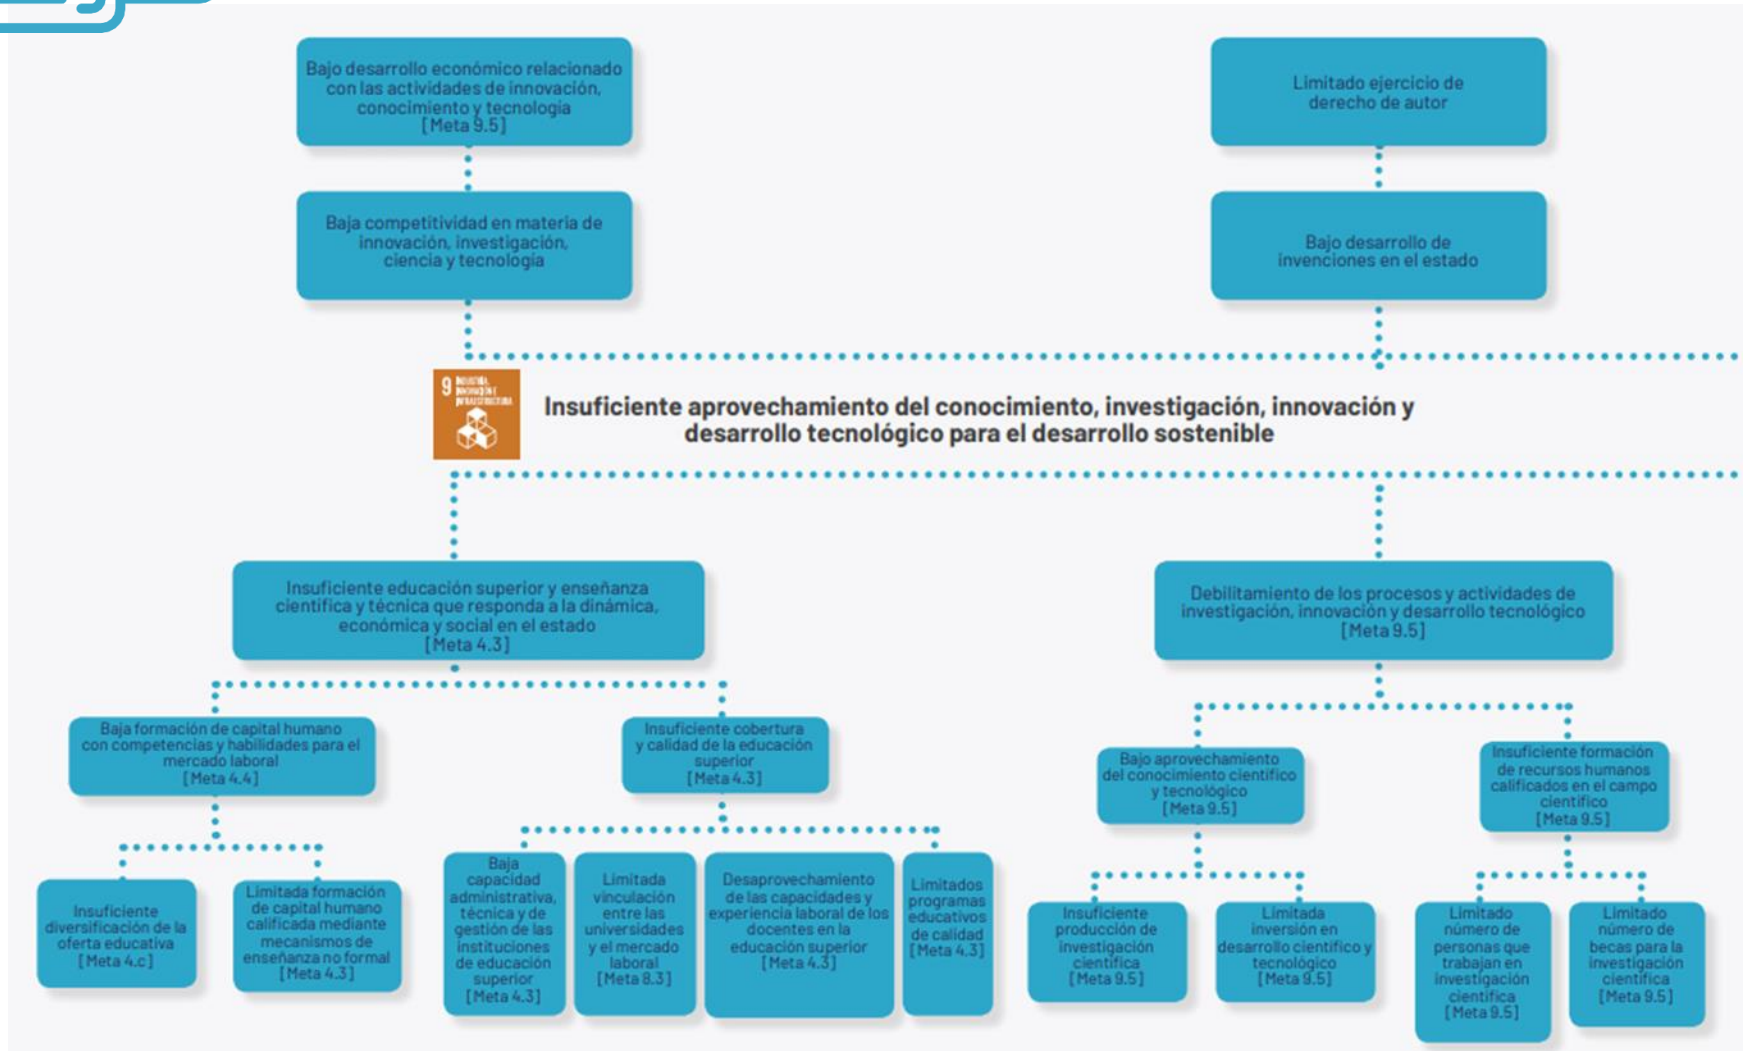 Bajo desarrollo económico relacionado
con las actividades de innovación,
conocimiento y tecnología
[Meta 9.5]
Limitado ejercicio de
derecho de autor
Baja competitividad en materia de
innovación, investigación,
ciencia y tecnología
Bajo desarrollo de
invenciones en el estado
9 INDUSTRIA,
INNOVACIÓN E
INFRAESTRUCTURA
Insuficiente aprovechamiento del conocimiento, investigación, innovación y
desarrollo tecnológico para el desarrollo sostenible
Insuficiente educación superior y enseñanza
científica y técnica que responda a la dinámica,
económica y social en el estado
[Meta 4.3]
Debilitamiento de los procesos y actividades de
investigación, innovación y desarrollo tecnológico
[Meta 9.5]
Baja formación de capital humano
con competencias y habilidades para el
mercado laboral
[Meta 4.4]
Insuficiente cobertura
y calidad de la educación
superior
[Meta 4.3]
Bajo aprovechamiento
del conocimiento científico
y tecnológico
[Meta 9.5]
Insuficiente formación
de recursos humanos
calificados en el campo
científico
[Meta 9.5]
Insuficiente
diversificación de la
oferta educativa
[Meta 4.c]
Limitada formación
de capital humano
calificada mediante
mecanismos de
enseñanza no formal
[Meta 4.3]
Baja
capacidad
administrativa,
técnica y de
gestión de las
instituciones
de educación
superior
[Meta 4.3]
Limitada
vinculación
entre las
universidades
y el mercado
laboral
[Meta 8.3]
Desaprovechamiento
de las capacidades y
experiencia laboral de los
docentes en la
educación superior
[Meta 4.3]
Limitados
programas
educativos
de calidad
[Meta 4.3]
Insuficiente
producción de
investigación
científica
[Meta 9.5]
Limitada
inversión en
desarrollo científico y
tecnológico
[Meta 9.5]
Limitado
número de
personas que
trabajan en
investigación
científica
[Meta 9.5]
Limitado
número de
becas para la
investigación
científica
[Meta 9.5]